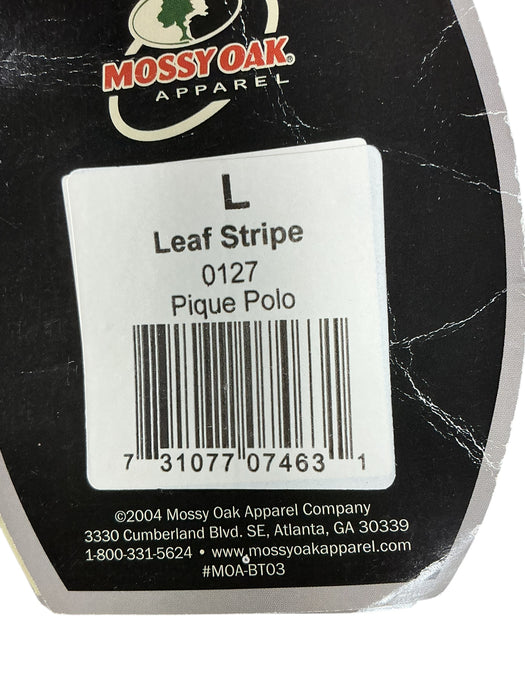 MOSSY OAK®
APPAREL
L
Leaf Stripe
0127
Pique Polo
7 31077 07463 1
©2004 Mossy Oak Apparel Company
3330 Cumberland Blvd. SE, Atlanta, GA 30339
1-800-331-5624 • www.mossyoakapparel.com
#MOA-BT03